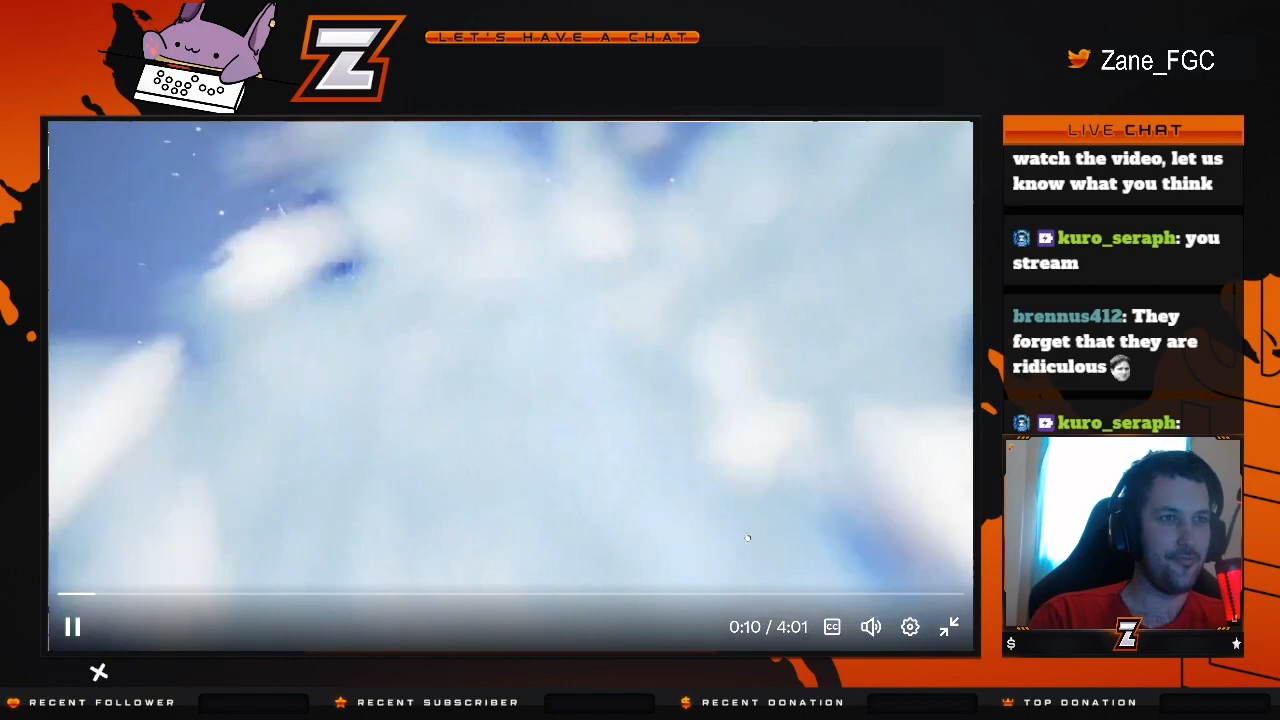 Z
LET'S HAVE A CHAT
Zane_FGC
LIVE CHAT
watch the video, let us
know what you think
kuro_seraph: you
stream
brennus412: They
forget that they are
ridiculous
kuro_seraph:
0:10 / 4:01
CC
Z
$
RECENT FOLLOWER
RECENT SUBSCRIBER
RECENT DONATION
TOP DONATION